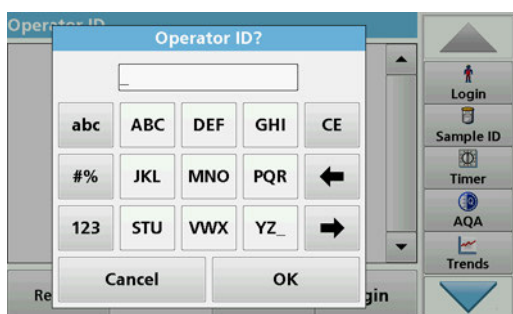 Operator ID
Operator ID?
_
abc ABC DEF GHI CE
#% JKL MNO PQR
123 STU VWX YZ_
Cancel OK
Login
Sample ID
Timer
AQA
Trends